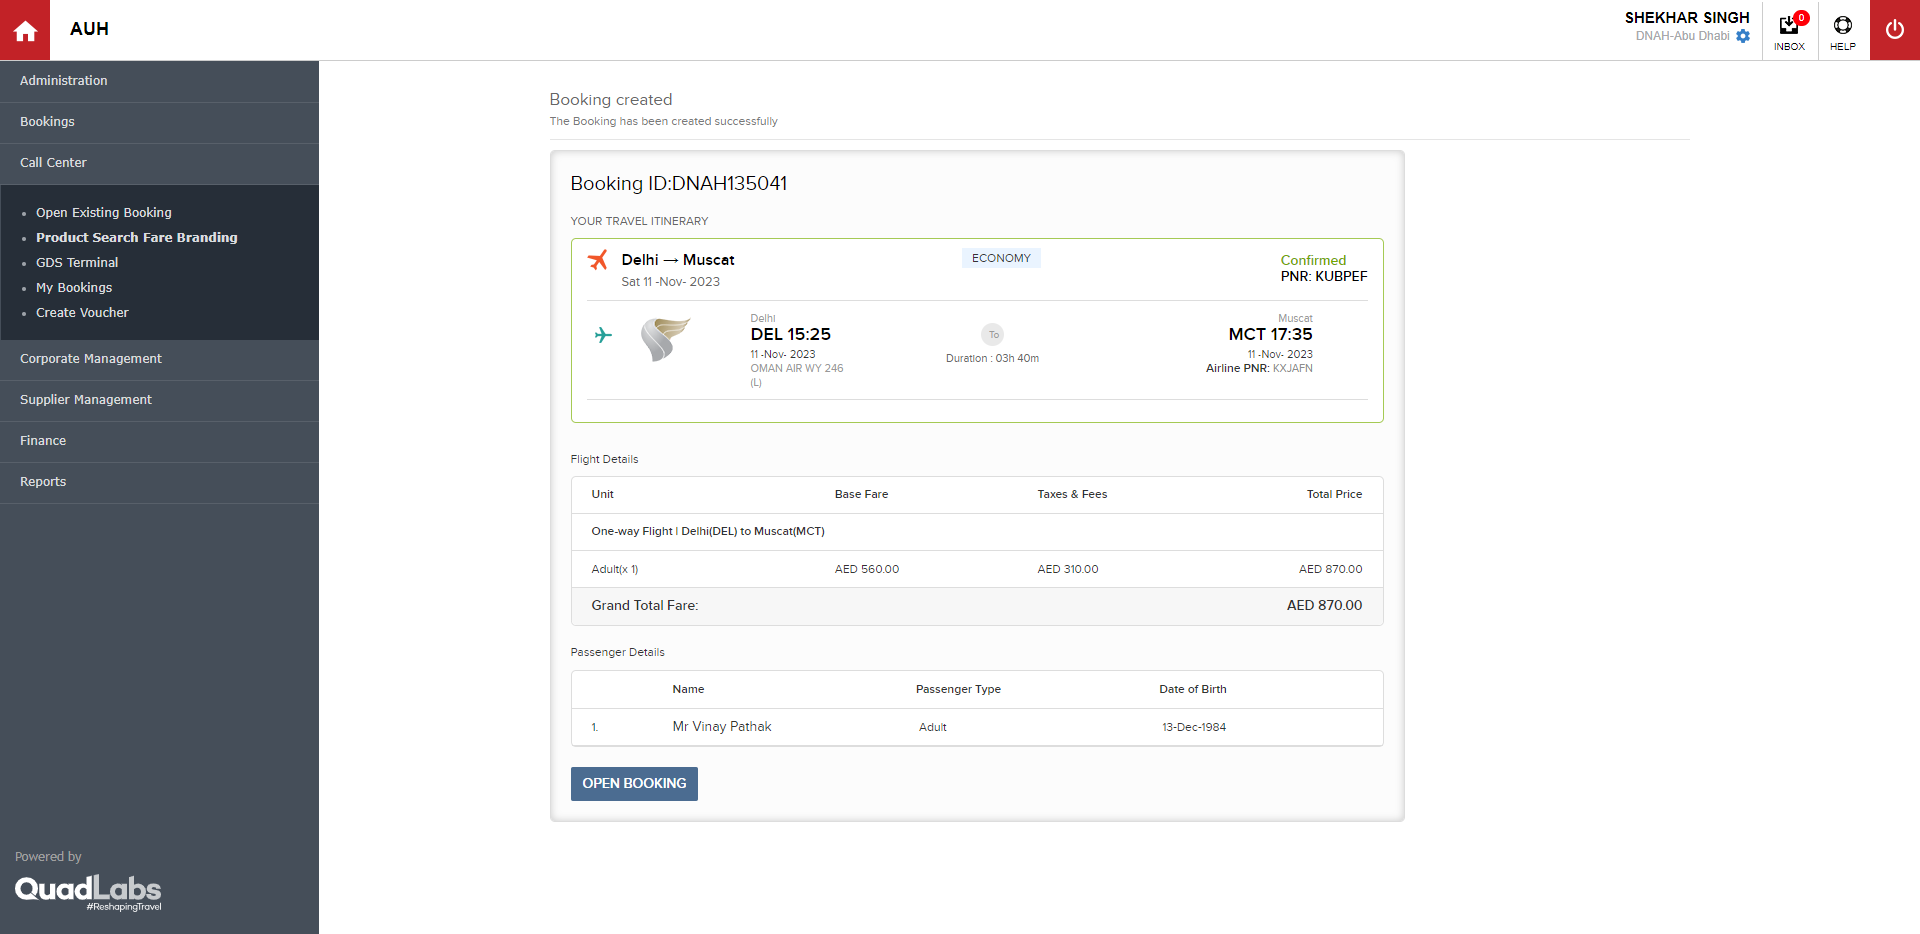 AUH
SHEKHAR SINGH
DNAH-Abu Dhabi
0
INBOX
HELP
Administration
Bookings
Call Center
Open Existing Booking
Product Search Fare Branding
GDS Terminal
My Bookings
Create Voucher
Corporate Management
Supplier Management
Finance
Reports
Powered by
QuadLabs
#ReshapingTravel
Booking created
The Booking has been created successfully
Booking ID:DNAH135041
YOUR TRAVEL ITINERARY
Delhi → Muscat
ECONOMY
Confirmed
Sat 11 -Nov- 2023
PNR: KUBPEF
Delhi
Muscat
DEL 15:25
To
MCT 17:35
11 -Nov- 2023
Duration : 03h 40m
11 -Nov- 2023
OMAN AIR WY 246
Airline PNR: KXJAFN
(L)
Flight Details
Unit Base Fare Taxes & Fees Total Price
One-way Flight | Delhi(DEL) to Muscat(MCT)
Adult(x 1) AED 560.00 AED 310.00 AED 870.00
Grand Total Fare: AED 870.00
Passenger Details
Name Passenger Type Date of Birth
1. Mr Vinay Pathak Adult 13-Dec-1984
OPEN BOOKING